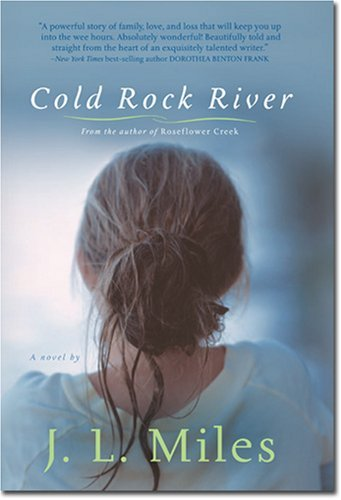 "A powerful story of family, love, and loss that will keep you up
into the wee hours. Absolutely wonderful! Beautifully told and
straight from the heart of an exquisitely talented writer."
–New York Times best-selling author DOROTHEA BENTON FRANK
Cold Rock River
From the author of Roseflower Creek
A novel by
J. L. Miles